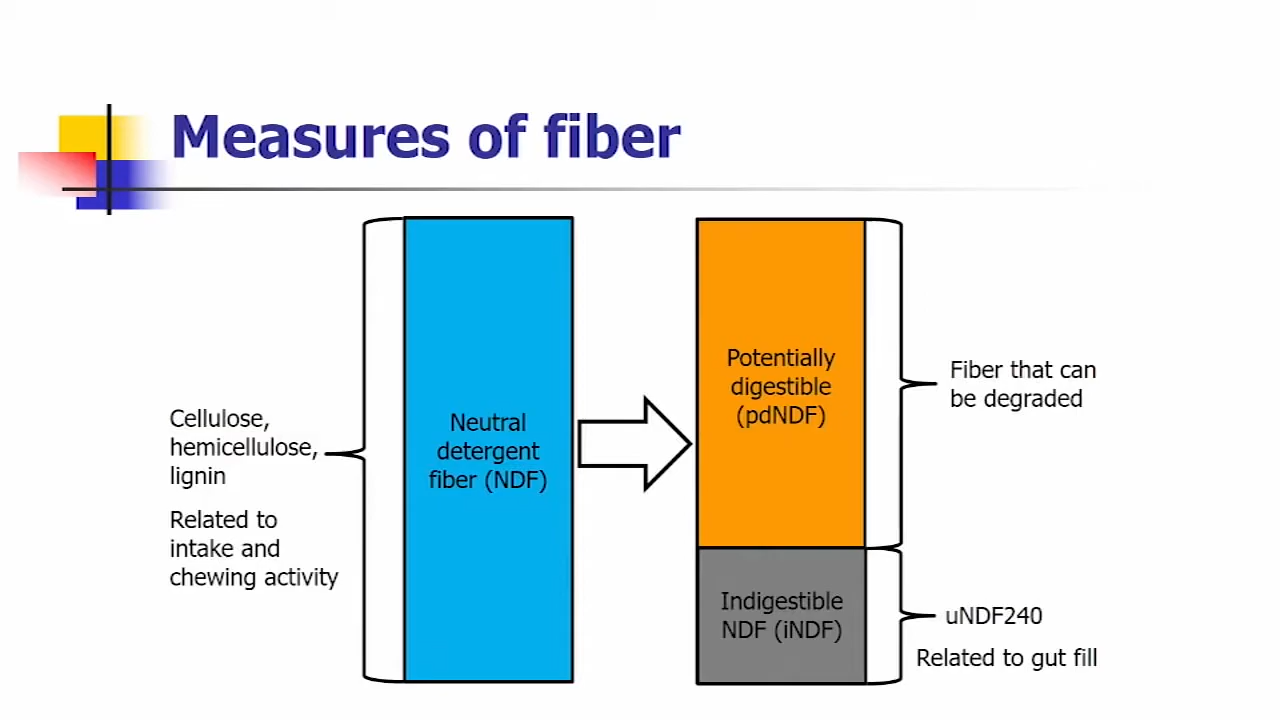 Measures of fiber
Cellulose,
hemicellulose,
lignin
Related to
intake and
chewing activity
Neutral
detergent
fiber (NDF)
Potentially
digestible
(pdNDF)
Fiber that can
be degraded
Indigestible
NDF (iNDF)
uNDF240
Related to gut fill